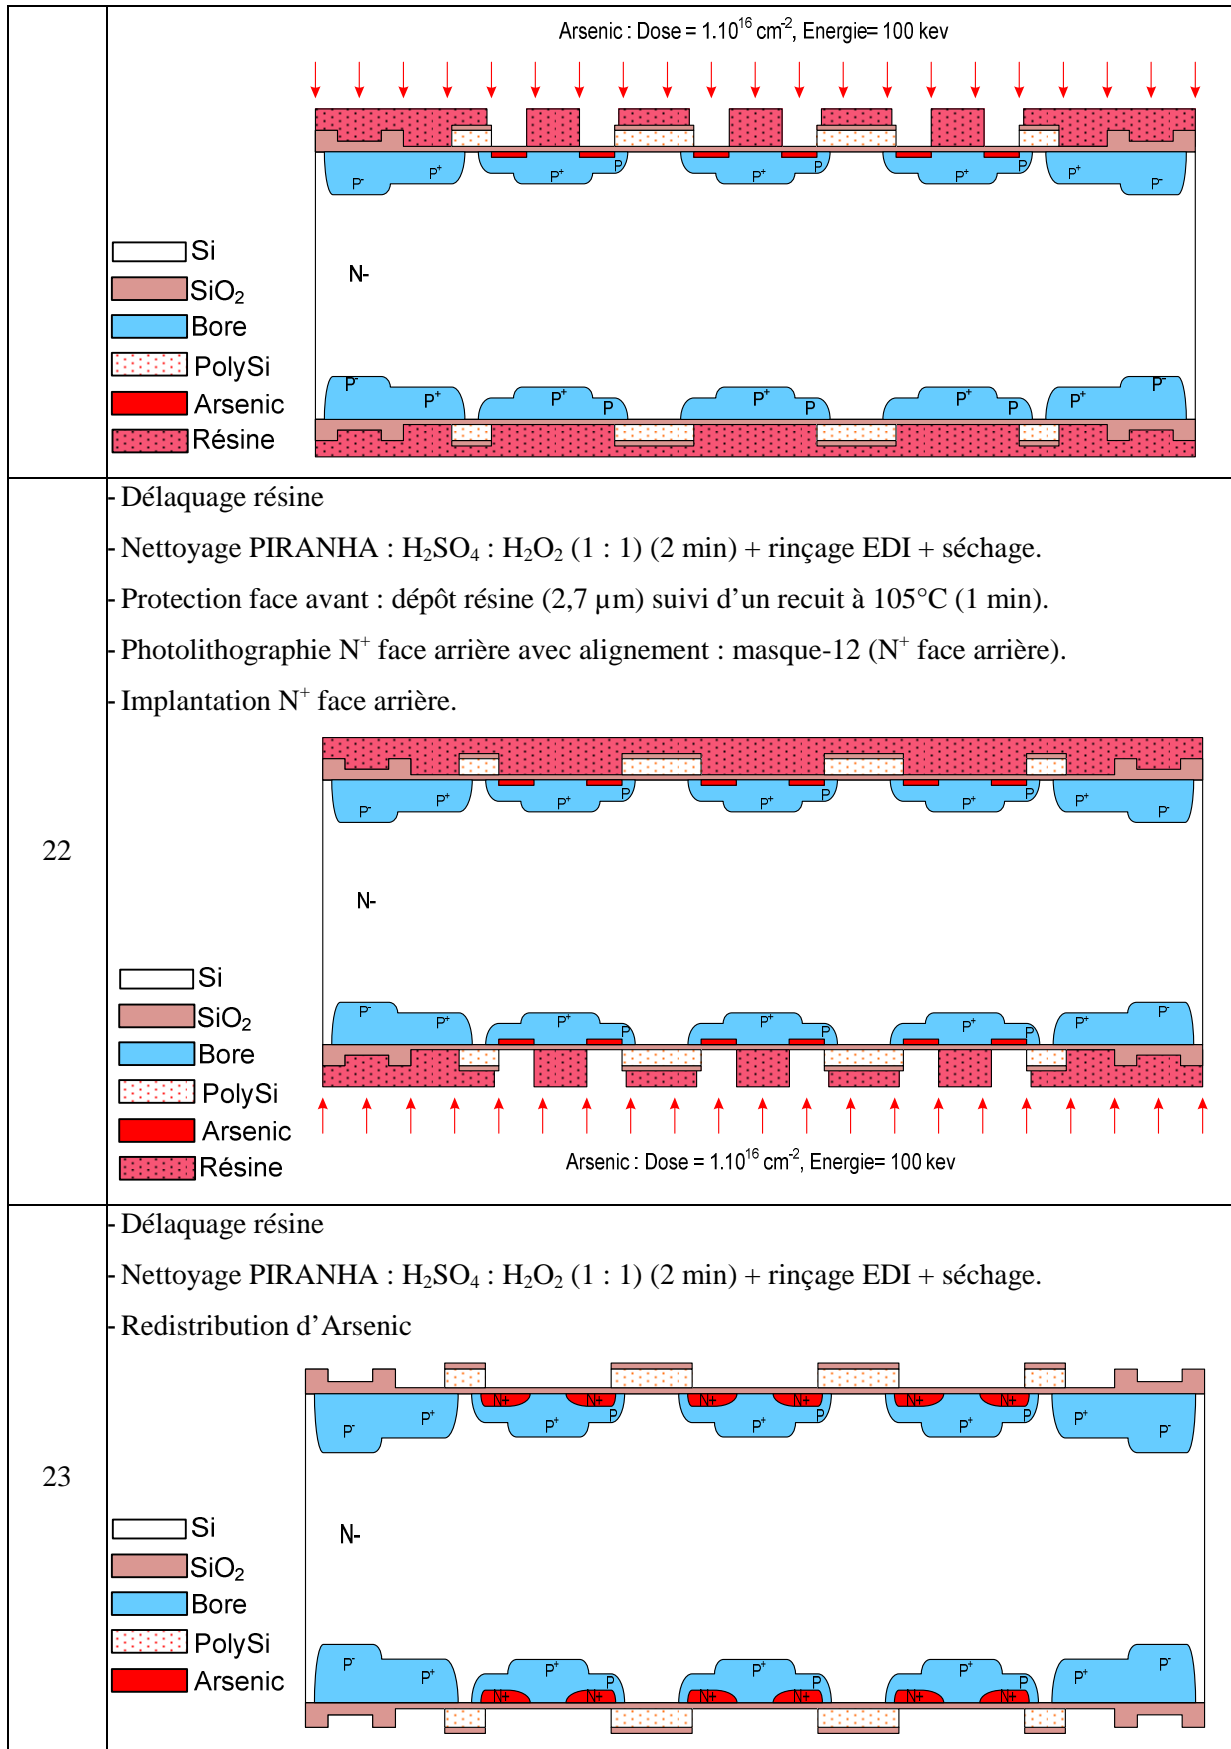 Arsenic : Dose = 1.10¹⁶ cm⁻², Energie= 100 kev
P⁻ P⁺ P⁺ P P⁺ P P⁺ P P⁺ P⁻
Si
SiO₂
Bore
PolySi
Arsenic
Résine
N-
P⁻ P⁺ P⁺ P P⁺ P P⁺ P P⁺ P⁻
22
- Délaquage résine
- Nettoyage PIRANHA : H₂SO₄ : H₂O₂ (1 : 1) (2 min) + rinçage EDI + séchage.
- Protection face avant : dépôt résine (2,7 µm) suivi d’un recuit à 105°C (1 min).
- Photolithographie N⁺ face arrière avec alignement : masque-12 (N⁺ face arrière).
- Implantation N⁺ face arrière.
P⁻ P⁺ P⁺ P P⁺ P P⁺ P P⁺ P⁻
N-
Si
SiO₂
Bore
PolySi
Arsenic
Résine
P⁻ P⁺ P⁺ P P⁺ P P⁺ P P⁺ P⁻
Arsenic : Dose = 1.10¹⁶ cm⁻², Energie= 100 kev
23
- Délaquage résine
- Nettoyage PIRANHA : H₂SO₄ : H₂O₂ (1 : 1) (2 min) + rinçage EDI + séchage.
- Redistribution d’Arsenic
N+ N+ N+ N+ N+ N+
P⁻ P⁺ P⁺ P P⁺ P P⁺ P P⁺ P⁻
N-
Si
SiO₂
Bore
PolySi
Arsenic
P⁻ P⁺ P⁺ P P⁺ P P⁺ P P⁺ P⁻
N+ N+ N+ N+ N+ N+